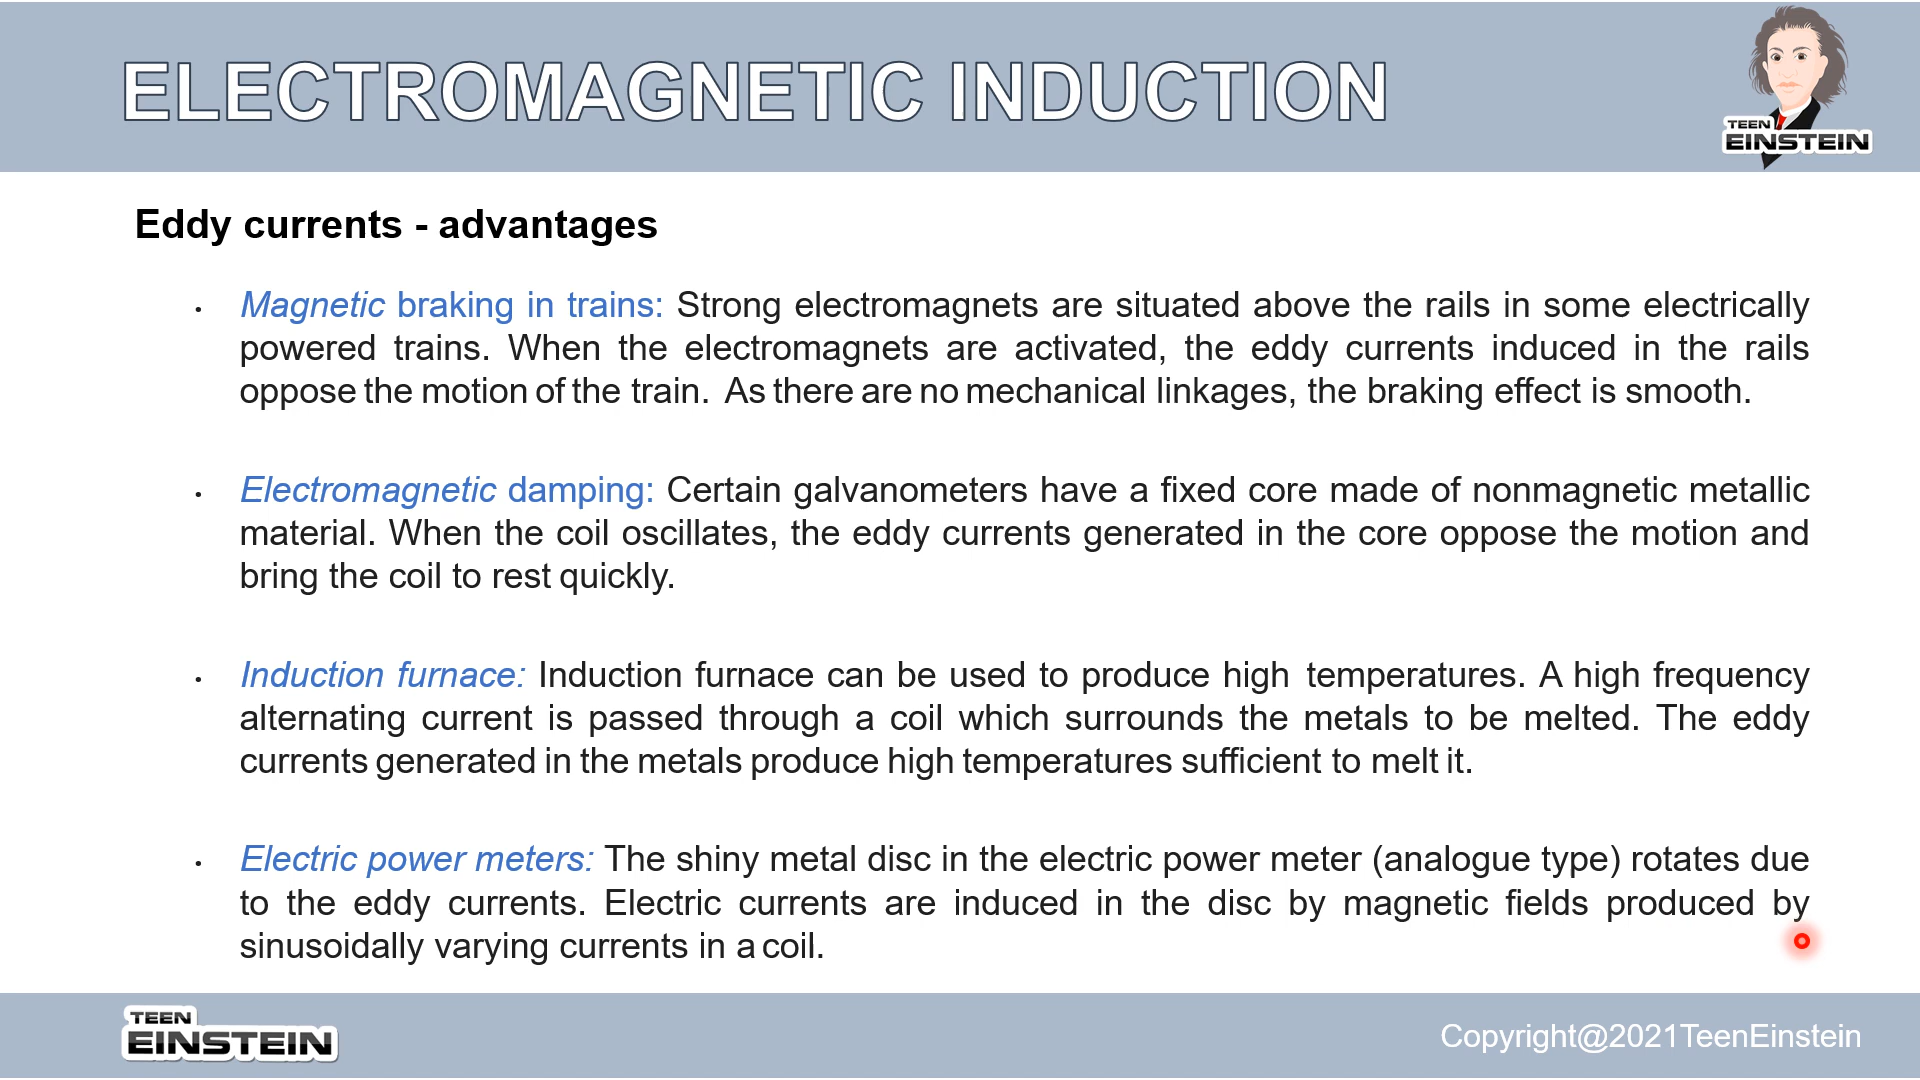 ELECTROMAGNETIC INDUCTION
TEEN
EINSTEIN
Eddy currents - advantages
• Magnetic braking in trains: Strong electromagnets are situated above the rails in some electrically
powered trains. When the electromagnets are activated, the eddy currents induced in the rails
oppose the motion of the train. As there are no mechanical linkages, the braking effect is smooth.
• Electromagnetic damping: Certain galvanometers have a fixed core made of nonmagnetic metallic
material. When the coil oscillates, the eddy currents generated in the core oppose the motion and
bring the coil to rest quickly.
• Induction furnace: Induction furnace can be used to produce high temperatures. A high frequency
alternating current is passed through a coil which surrounds the metals to be melted. The eddy
currents generated in the metals produce high temperatures sufficient to melt it.
• Electric power meters: The shiny metal disc in the electric power meter (analogue type) rotates due
to the eddy currents. Electric currents are induced in the disc by magnetic fields produced by
sinusoidally varying currents in a coil.
TEEN
EINSTEIN
Copyright@2021TeenEinstein